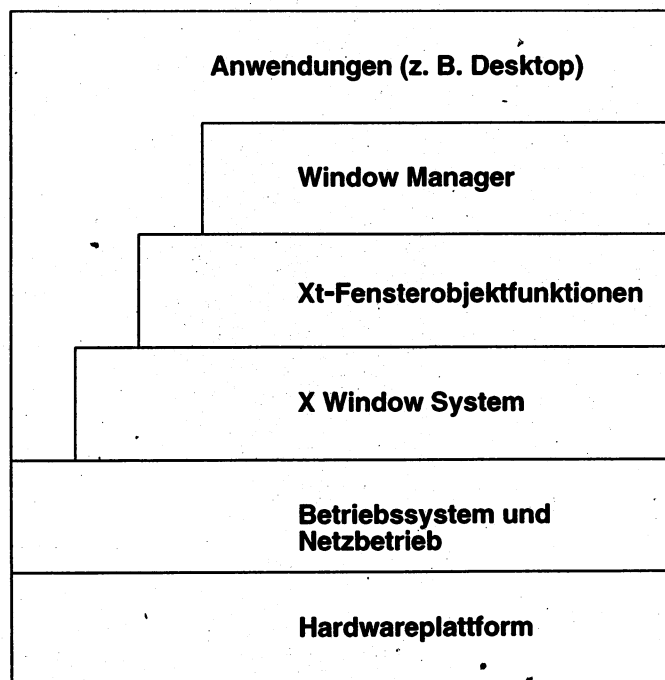 Anwendungen (z. B. Desktop)
Window Manager
Xt-Fensterobjektfunktionen
X Window System
Betriebssystem und
Netzbetrieb
Hardwareplattform